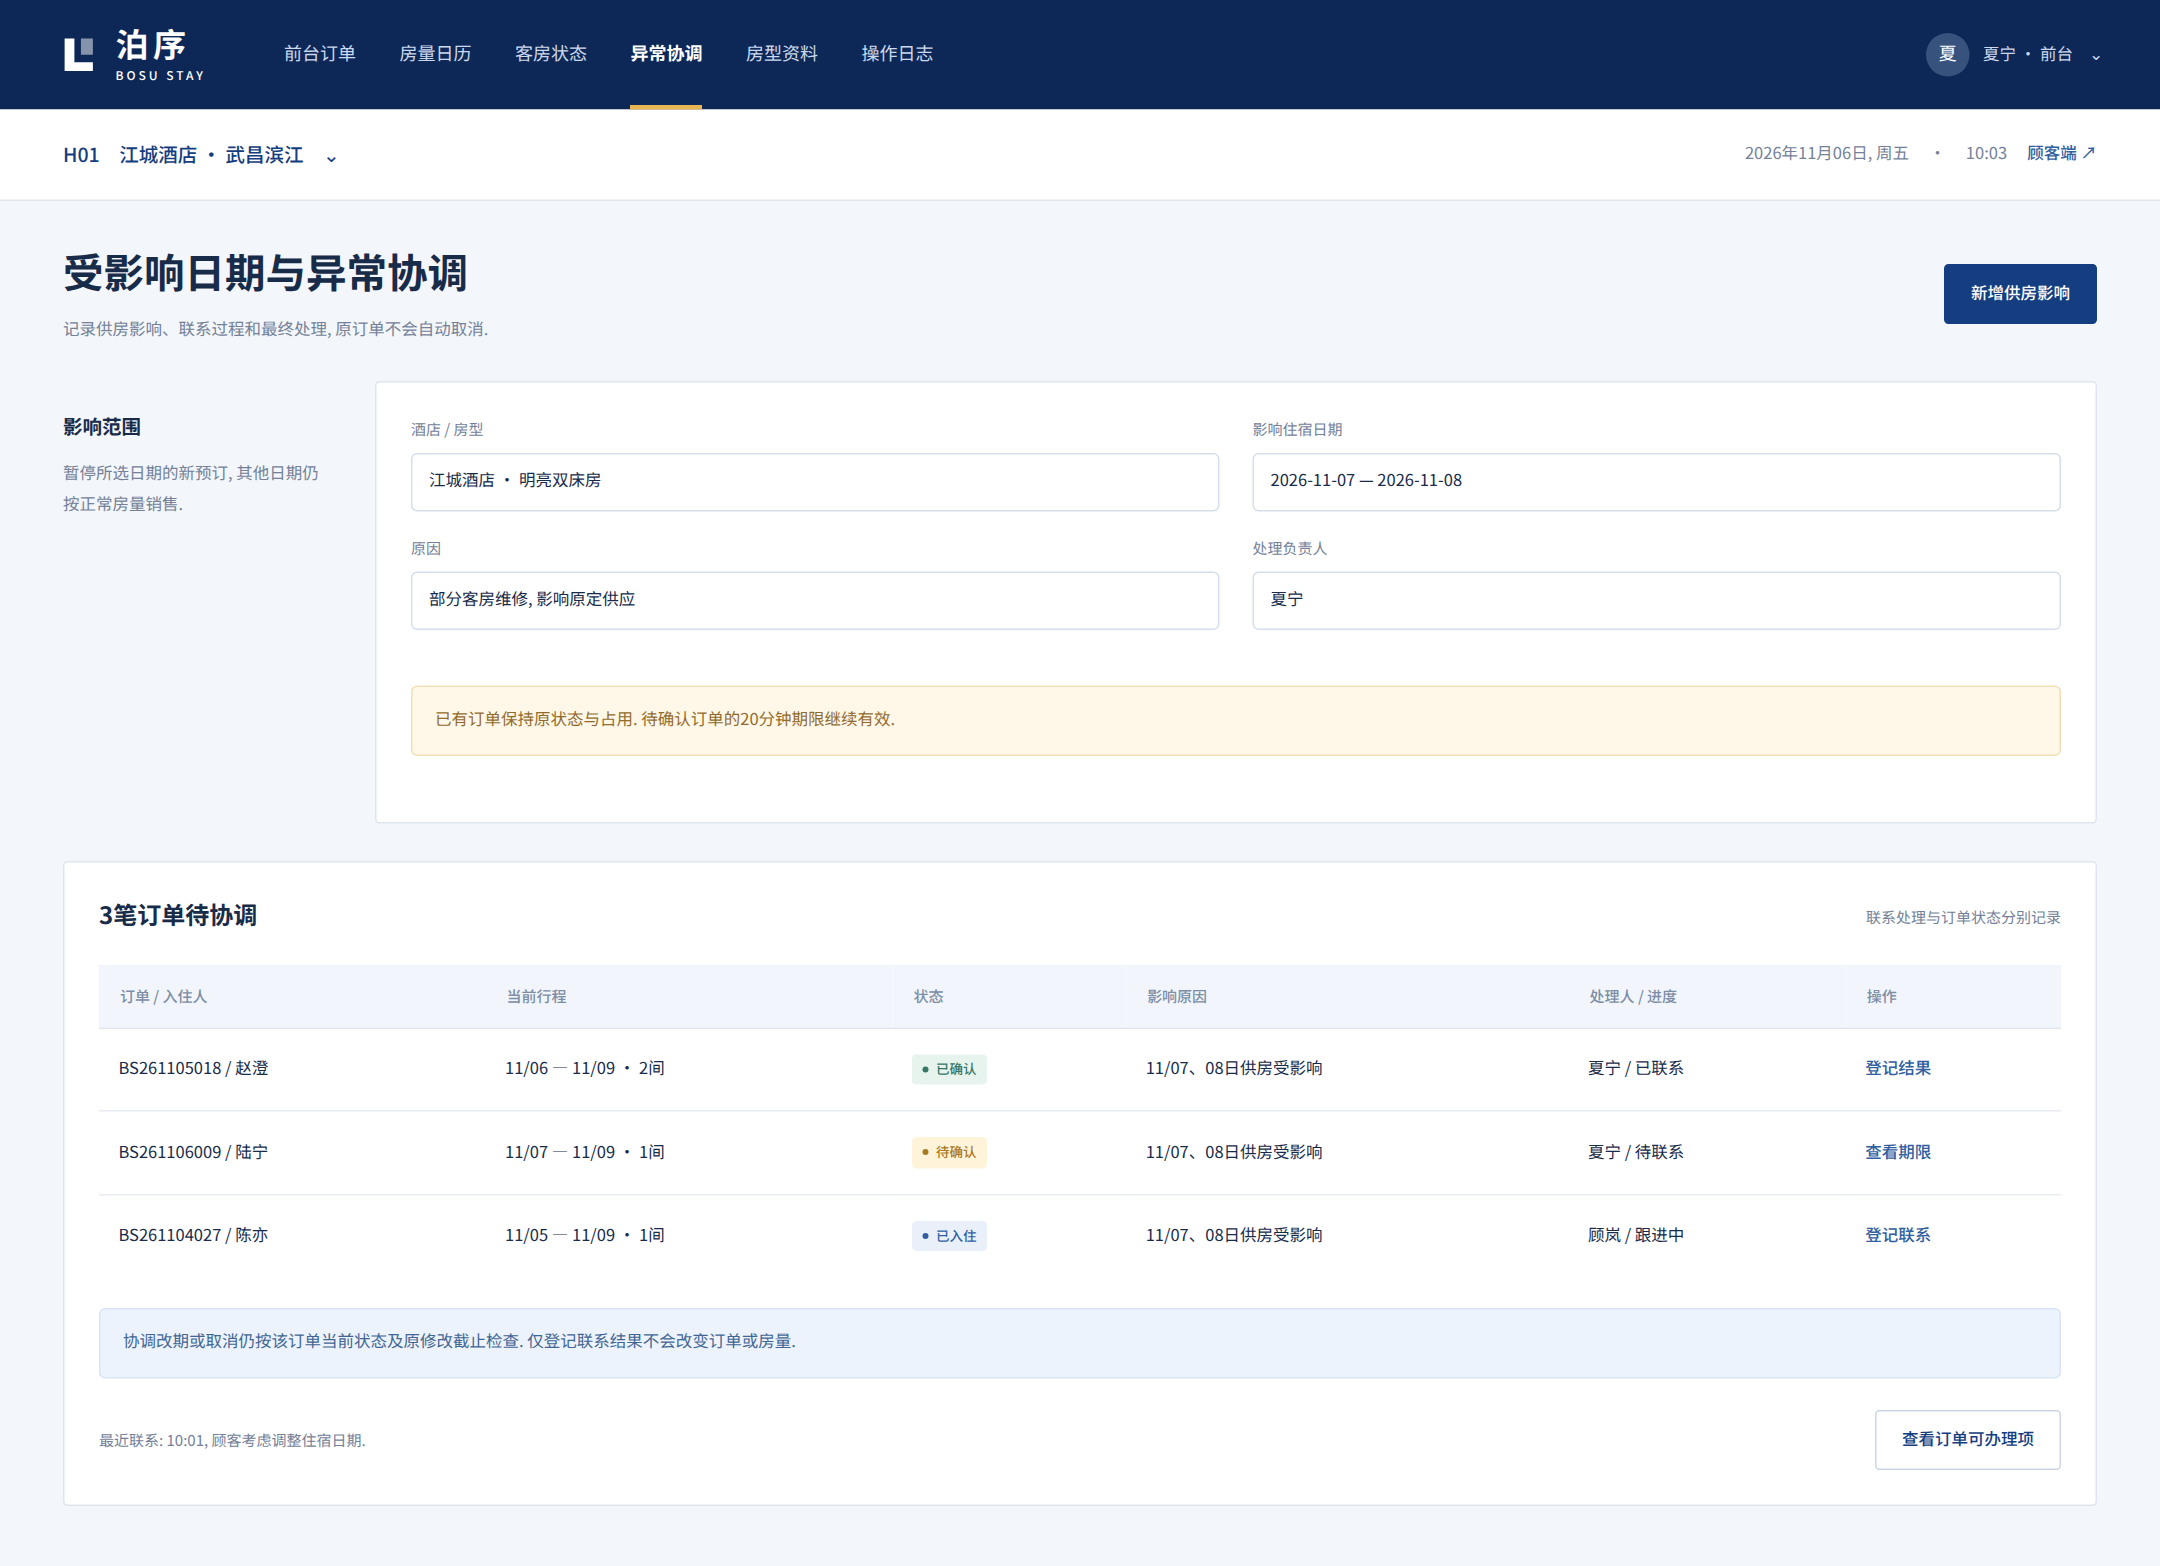 泊序
BOSU STAY
前台订单
房量日历
客房状态
异常协调
房型资料
操作日志
夏
夏宁 · 前台
H01 江城酒店 · 武昌滨江
2026年11月06日, 周五 · 10:03 顾客端 ↗
受影响日期与异常协调
记录供房影响、联系过程和最终处理, 原订单不会自动取消.
新增供房影响
影响范围
暂停所选日期的新预订, 其他日期仍
按正常房量销售.
酒店 / 房型
江城酒店 · 明亮双床房
影响住宿日期
2026-11-07 — 2026-11-08
原因
部分客房维修, 影响原定供应
处理负责人
夏宁
已有订单保持原状态与占用. 待确认订单的20分钟期限继续有效.
3笔订单待协调
联系处理与订单状态分别记录
订单 / 入住人 当前行程 状态 影响原因 处理人 / 进度 操作
BS261105018 / 赵澄 11/06 — 11/09 · 2间 已确认 11/07、08日供房受影响 夏宁 / 已联系 登记结果
BS261106009 / 陆宁 11/07 — 11/09 · 1间 待确认 11/07、08日供房受影响 夏宁 / 待联系 查看期限
BS261104027 / 陈亦 11/05 — 11/09 · 1间 已入住 11/07、08日供房受影响 顾岚 / 跟进中 登记联系
协调改期或取消仍按该订单当前状态及原修改截止检查. 仅登记联系结果不会改变订单或房量.
最近联系: 10:01, 顾客考虑调整住宿日期.
查看订单可办理项